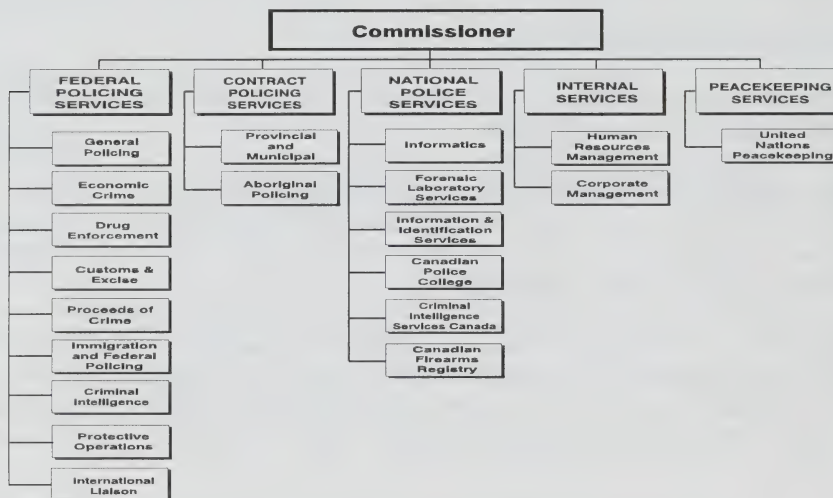 Commissioner
FEDERAL
POLICING
SERVICES
General
Policing
Economic
Crime
Drug
Enforcement
Customs &
Excise
Proceeds of
Crime
Immigration
and Federal
Policing
Criminal
Intelligence
Protective
Operations
International
Liaison
CONTRACT
POLICING
SERVICES
Provincial
and
Municipal
Aboriginal
Policing
NATIONAL
POLICE
SERVICES
Informatics
Forensic
Laboratory
Services
Information &
Identification
Services
Canadian
Police
College
Criminal
Intelligence
Services Canada
Canadian
Firearms
Registry
INTERNAL
SERVICES
Human
Resources
Management
Corporate
Management
PEACEKEEPING
SERVICES
United
Nations
Peacekeeping